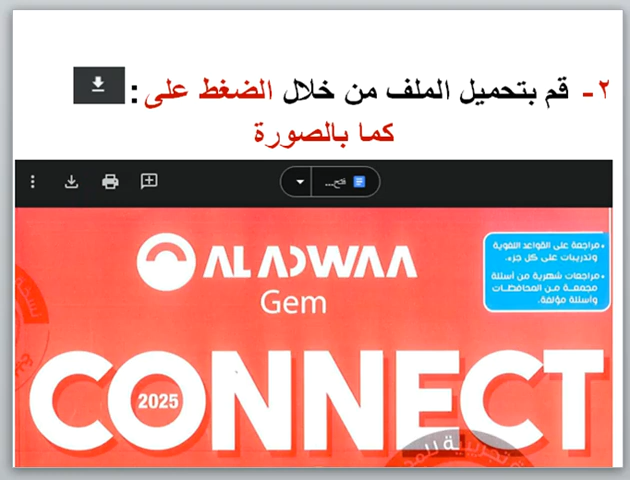 ٢- قم بتحميل الملف من خلال الضغط على :
كما بالصورة
فتح...
AL ADWAA
Gem
• مراجعة على القواعد اللغوية
وتدريبات على كل جزء.
• مراجعات شهرية من أسئلة
مجمعة من المحافظات
وأسئلة مؤلفة.
CONNECT
2025